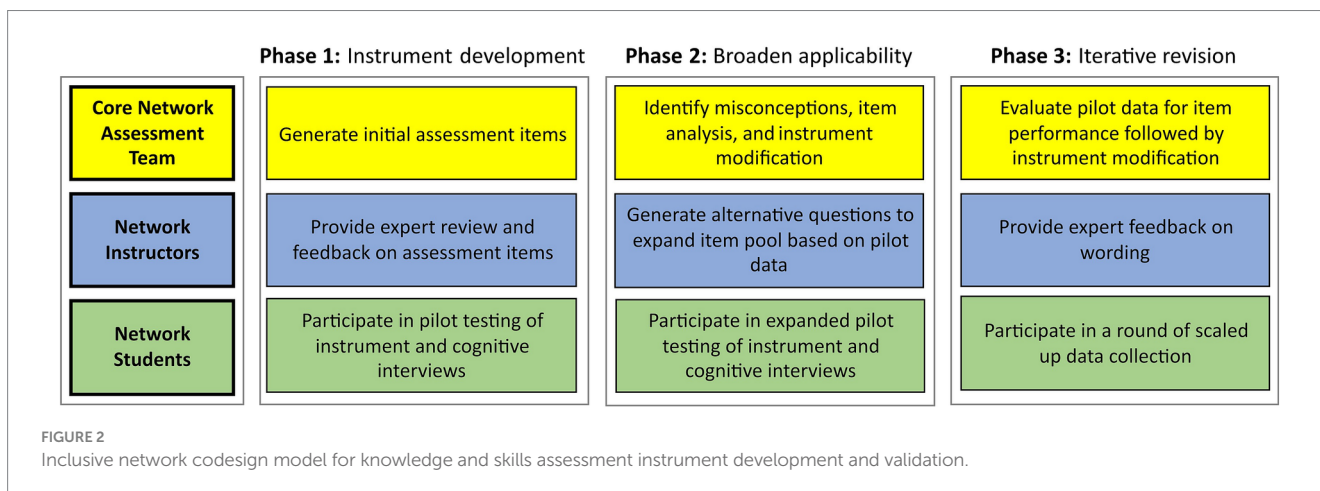 Phase 1: Instrument development
Phase 2: Broaden applicability
Phase 3: Iterative revision
Core Network
Assessment
Team
Generate initial assessment items
Identify misconceptions, item
analysis, and instrument
modification
Evaluate pilot data for item
performance followed by
instrument modification
Network
Instructors
Provide expert review and
feedback on assessment items
Generate alternative questions to
expand item pool based on pilot
data
Provide expert feedback on
wording
Network
Students
Participate in pilot testing of
instrument and cognitive
interviews
Participate in expanded pilot
testing of instrument and
cognitive interviews
Participate in a round of scaled
up data collection
FIGURE 2
Inclusive network codesign model for knowledge and skills assessment instrument development and validation.